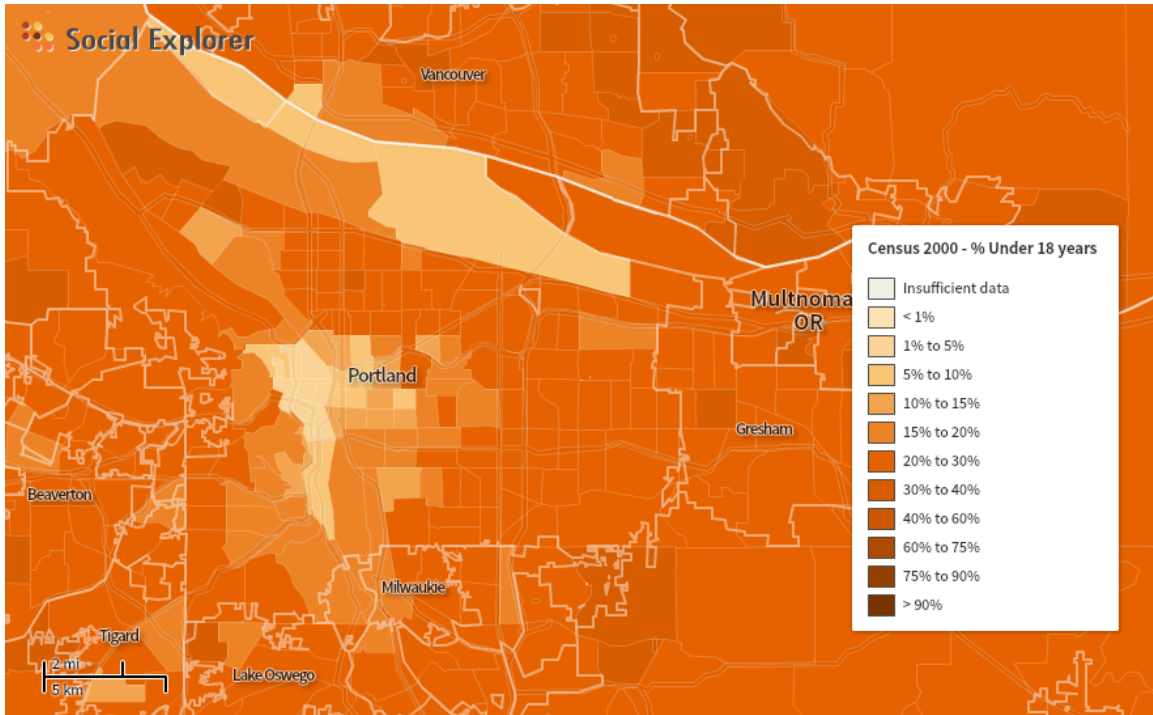 Social Explorer
Vancouver
Census 2000 - % Under 18 years
Insufficient data
< 1%
1% to 5%
5% to 10%
10% to 15%
15% to 20%
20% to 30%
30% to 40%
40% to 60%
60% to 75%
75% to 90%
> 90%
Multnoma
OR
Portland
Gresham
Beaverton
Milwaukie
Tigard
Lake Oswego
2 mi
5 km